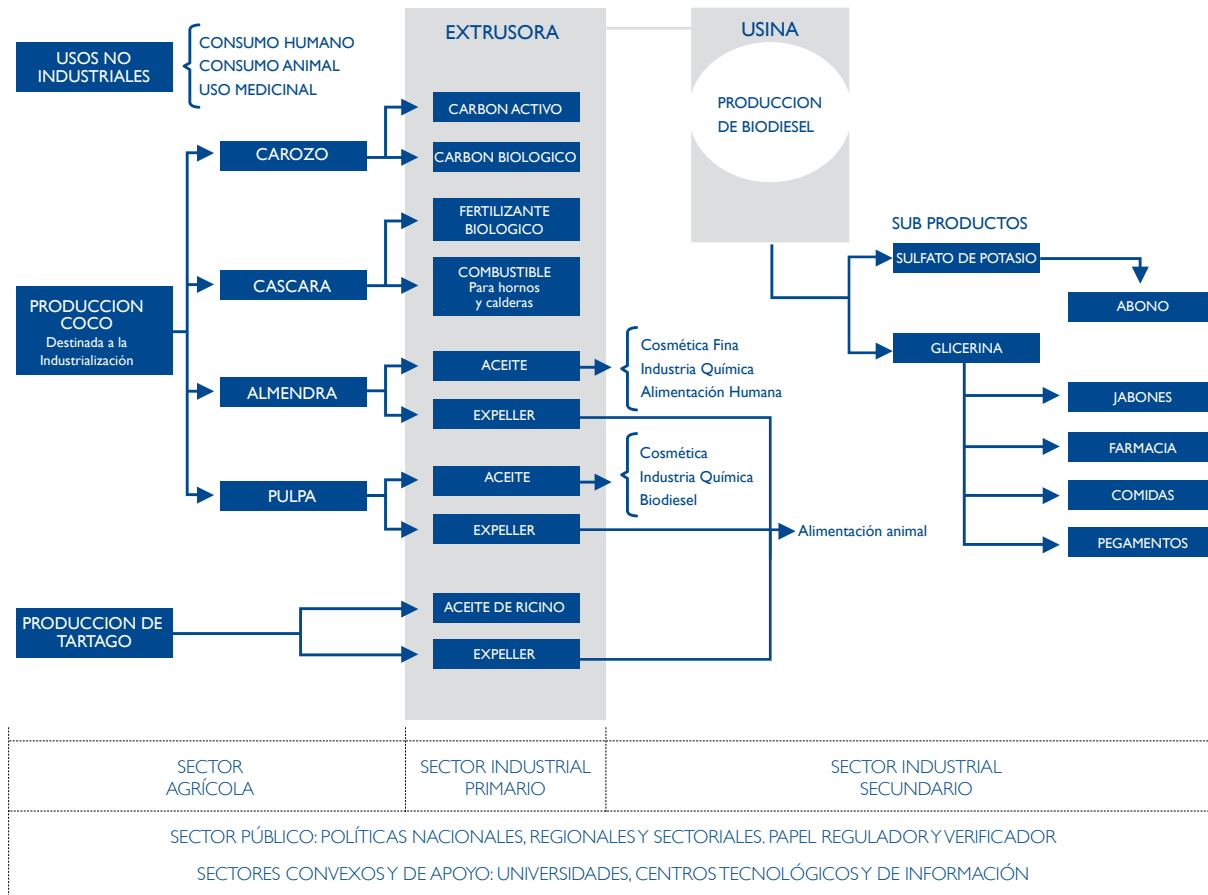 USOS NO
INDUSTRIALES
CONSUMO HUMANO
CONSUMO ANIMAL
USO MEDICINAL
EXTRUSORA
USINA
PRODUCCION
DE BIODIESEL
CARBON ACTIVO
CAROZO
CARBON BIOLOGICO
FERTILIZANTE
BIOLOGICO
CASCARA
COMBUSTIBLE
Para hornos
y calderas
SUB PRODUCTOS
SULFATO DE POTASIO
ABONO
PRODUCCION
COCO
Destinada a la
Industrialización
GLICERINA
ALMENDRA
ACEITE
Cosmética Fina
Industria Química
Alimentación Humana
EXPELLER
JABONES
FARMACIA
COMIDAS
PEGAMENTOS
PULPA
ACEITE
Cosmética
Industria Química
Biodiesel
EXPELLER
Alimentación animal
PRODUCCION DE
TARTAGO
ACEITE DE RICINO
EXPELLER
SECTOR
AGRÍCOLA
SECTOR INDUSTRIAL
PRIMARIO
SECTOR INDUSTRIAL
SECUNDARIO
SECTOR PÚBLICO: POLÍTICAS NACIONALES, REGIONALES Y SECTORIALES. PAPEL REGULADOR Y VERIFICADOR
SECTORES CONVEXOS Y DE APOYO: UNIVERSIDADES, CENTROS TECNOLÓGICOS Y DE INFORMACIÓN